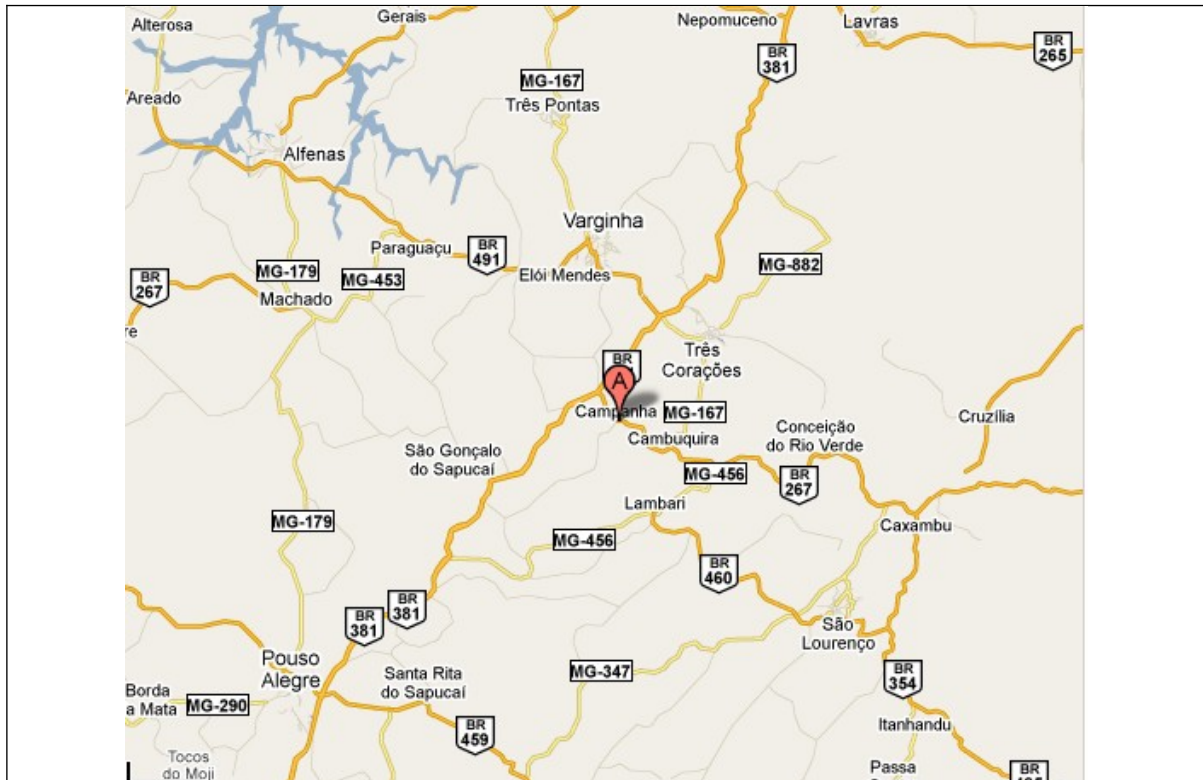 Gerais
Alterosa
Nepomuceno
Lavras
BR
381
BR
265
MG-167
Areado
Três Pontas
Alfenas
Varginha
Paraguaçu
BR
491
MG-882
MG-179
MG-453
Elói Mendes
BR
267
Machado
re
Três
Corações
BR
A
Campanha
MG-167
Cruzília
Conceição
do Rio Verde
Cambuquira
São Gonçalo
do Sapucaí
MG-456
BR
267
Lambari
MG-179
Caxambu
MG-456
BR
460
BR
381
BR
381
São
Lourenço
Pouso
Alegre
Santa Rita
do Sapucaí
MG-347
BR
354
Borda
a Mata
MG-290
Itanhandu
BR
459
Tocos
do Moji
Passa
BR